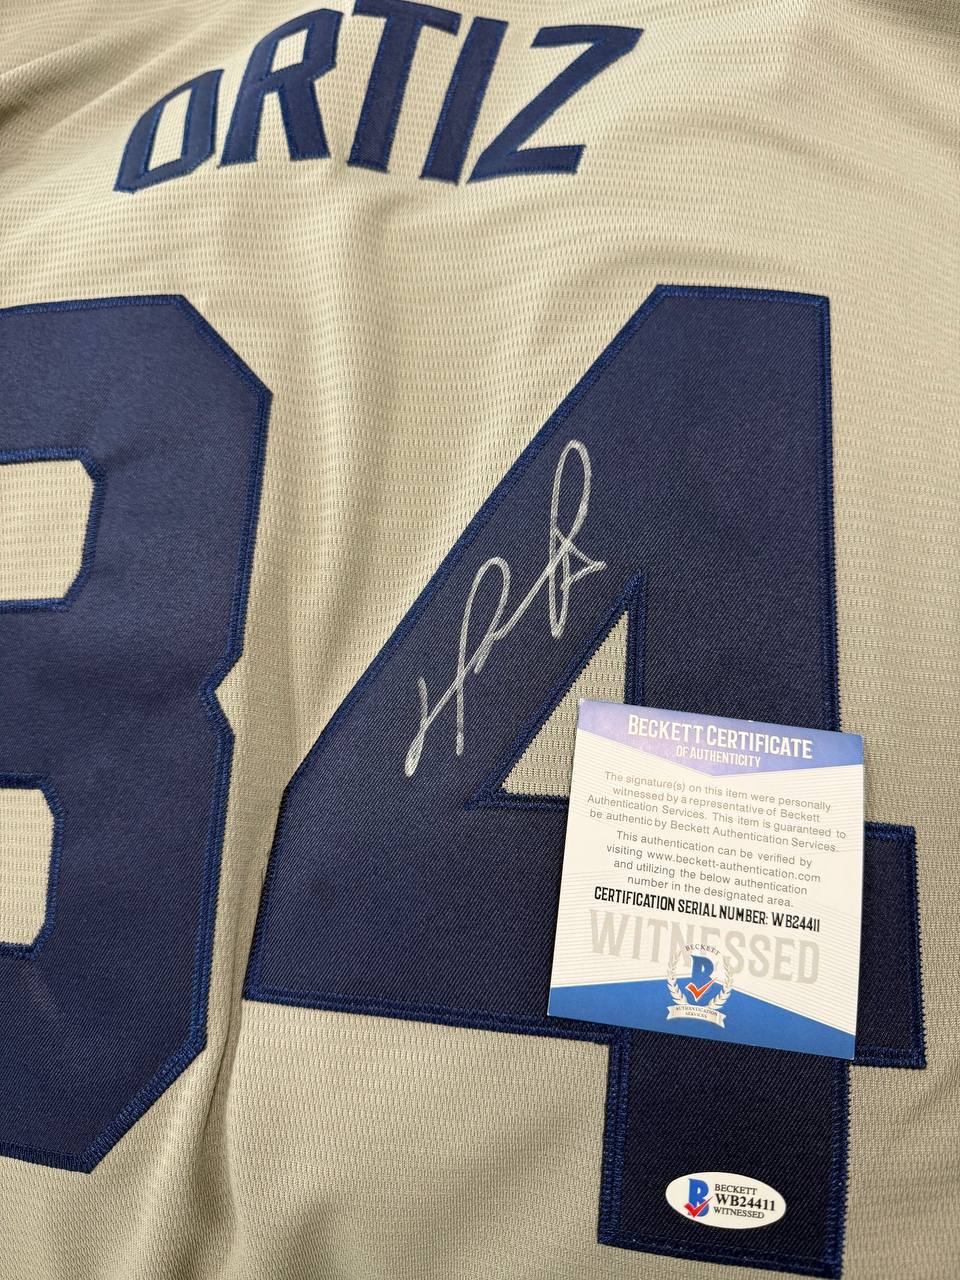 ORTIZ
34
BECKETT CERTIFICATE
OF AUTHENTICITY
The signature(s) on this item were personally
witnessed by a representative of Beckett
Authentication Services. This item is guaranteed to
be authentic by Beckett Authentication Services.
This authentication can be verified by
visiting www.beckett-authentication.com
and utilizing the below authentication
number in the designated area.
CERTIFICATION SERIAL NUMBER: WB24411
WITNESSED
BECKETT
B
AUTHENTICATION
SERVICES
B
BECKETT
WB24411
WITNESSED